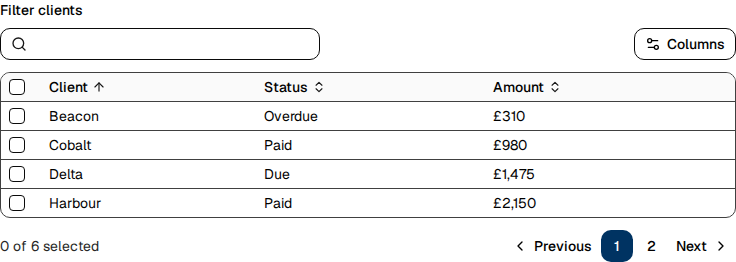 Filter clients
Columns
Client Status Amount
Beacon Overdue £310
Cobalt Paid £980
Delta Due £1,475
Harbour Paid £2,150
0 of 6 selected Previous 1 2 Next